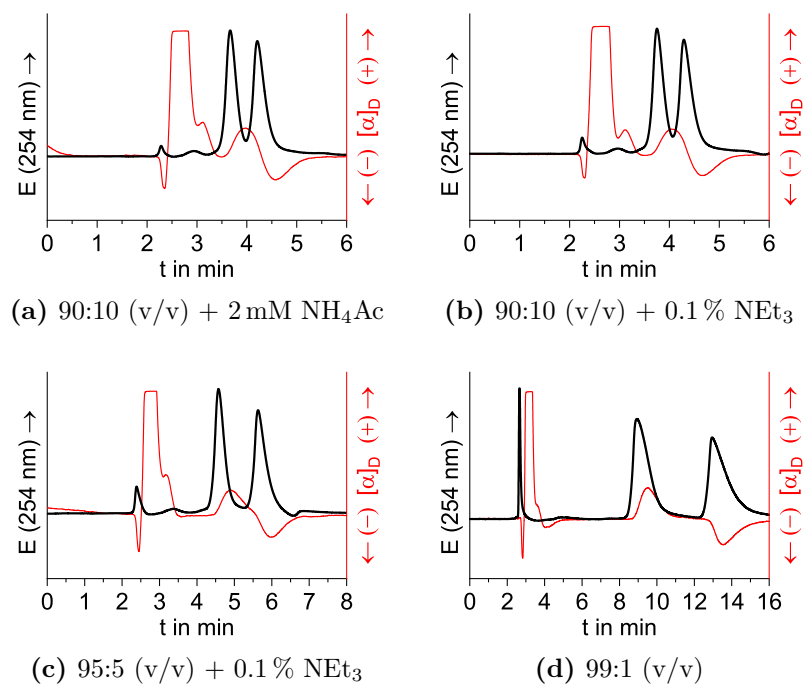 E (254 nm) →
← (−) [α]D (+) →
0 1 2 3 4 5 6
t in min
(a) 90:10 (v/v) + 2 mM NH₄Ac
E (254 nm) →
← (−) [α]D (+) →
0 1 2 3 4 5 6
t in min
(b) 90:10 (v/v) + 0.1 % NEt₃
E (254 nm) →
← (−) [α]D (+) →
0 1 2 3 4 5 6 7 8
t in min
(c) 95:5 (v/v) + 0.1 % NEt₃
E (254 nm) →
← (−) [α]D (+) →
0 2 4 6 8 10 12 14 16
t in min
(d) 99:1 (v/v)